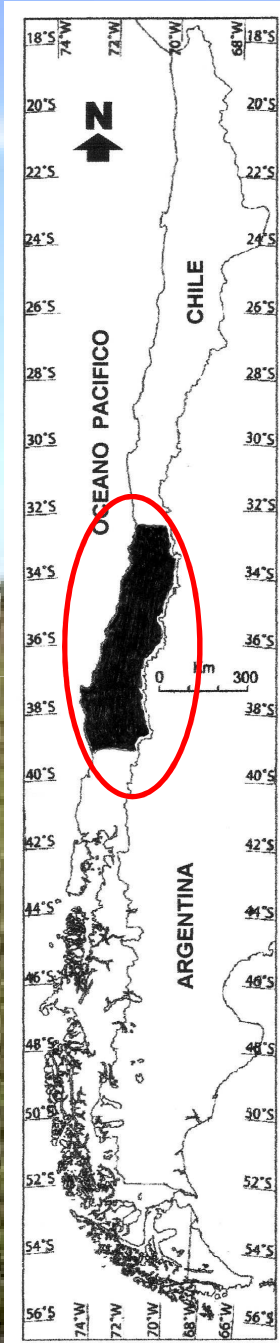 74°W
72°W
70°W
68°W
18°S
18°S
N
20°S
20°S
22°S
22°S
24°S
24°S
CHILE
26°S
26°S
28°S
28°S
OCEANO PACIFICO
30°S
30°S
32°S
32°S
34°S
34°S
36°S
36°S
Km
0
300
38°S
38°S
40°S
40°S
42°S
42°S
44°S
44°S
ARGENTINA
46°S
46°S
48°S
48°S
50°S
50°S
52°S
52°S
54°S
54°S
56°S
56°S
74°W
72°W
70°W
68°W
66°W